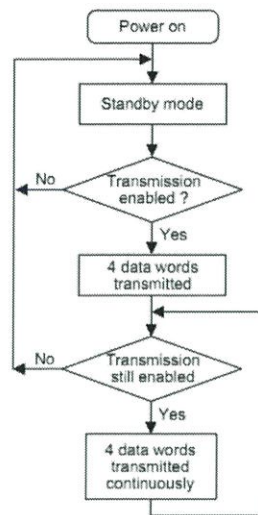 Power on
Standby mode
Transmission
enabled ?
No
Yes
4 data words
transmitted
Transmission
still enabled
No
Yes
4 data words
transmitted
continuously